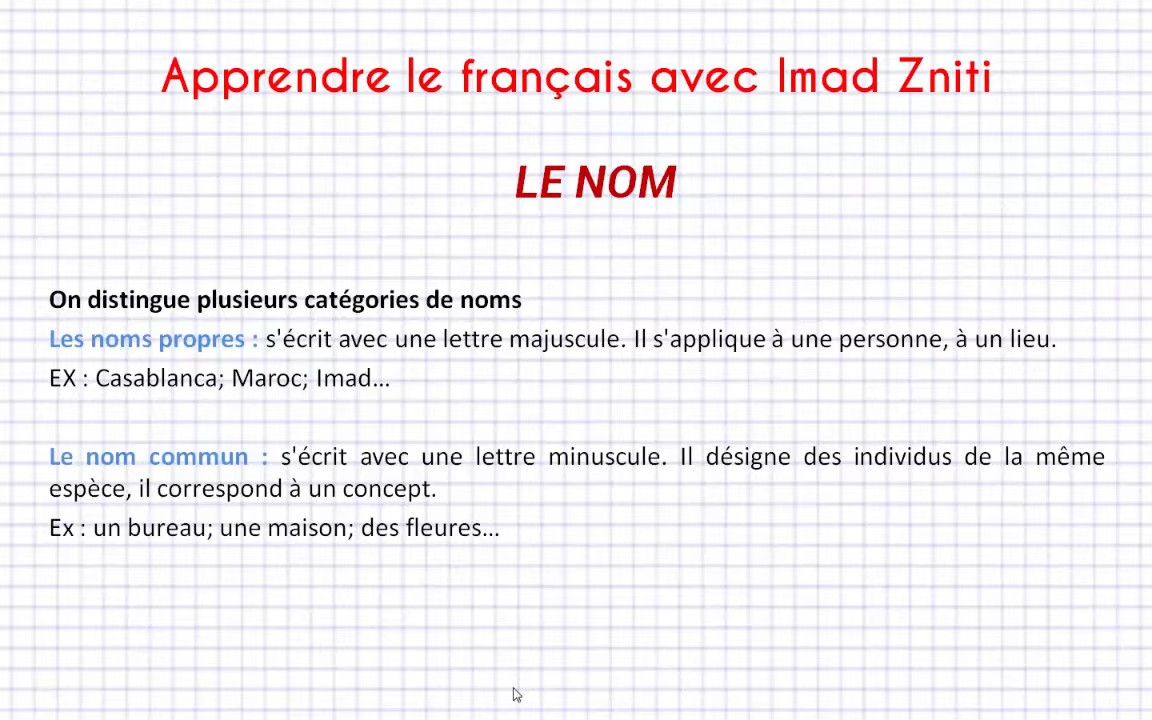 Apprendre le français avec Imad Zniti
LE NOM
On distingue plusieurs catégories de noms
Les noms propres : s'écrit avec une lettre majuscule. Il s'applique à une personne, à un lieu.
EX : Casablanca; Maroc; Imad...
Le nom commun : s'écrit avec une lettre minuscule. Il désigne des individus de la même
espèce, il correspond à un concept.
Ex : un bureau; une maison; des fleures...